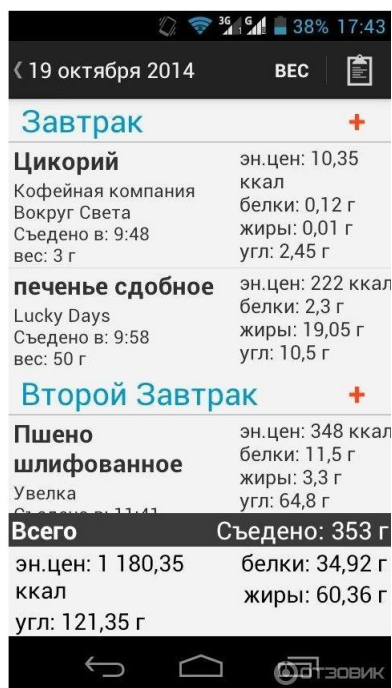 3G G 38% 17:43
19 октября 2014 ВЕС
Завтрак +
Цикорий
Кофейная компания
Вокруг Света
Съедено в: 9:48
вес: 3 г
эн.цен: 10,35
ккал
белки: 0,12 г
жиры: 0,01 г
угл: 2,45 г
печенье сдобное
Lucky Days
Съедено в: 9:58
вес: 50 г
эн.цен: 222 ккал
белки: 2,3 г
жиры: 19,05 г
угл: 10,5 г
Второй Завтрак +
Пшено
шлифованное
Увелка
Съедено в: 11:41
эн.цен: 348 ккал
белки: 11,5 г
жиры: 3,3 г
угл: 64,8 г
Всего Съедено: 353 г
эн.цен: 1 180,35
ккал
угл: 121,35 г
белки: 34,92 г
жиры: 60,36 г
ОТЗОВИК